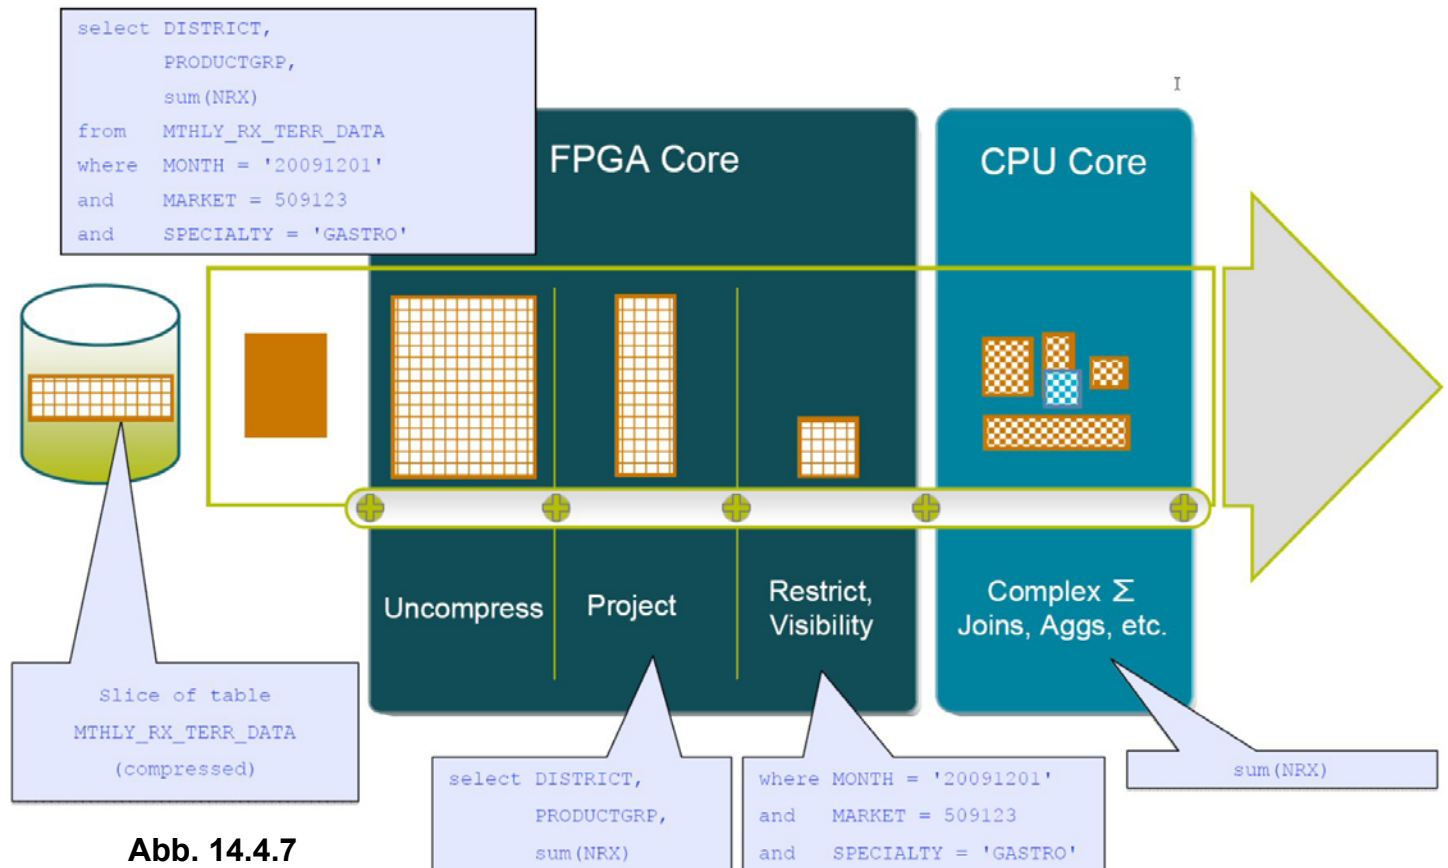 select DISTRICT,
PRODUCTGRP,
sum(NRX)
from MTHLY_RX_TERR_DATA
where MONTH = '20091201'
and MARKET = 509123
and SPECIALTY = 'GASTRO'
FPGA Core
CPU Core
Uncompress
Project
Restrict,
Visibility
Complex Σ
Joins, Aggs, etc.
Slice of table
MTHLY_RX_TERR_DATA
(compressed)
select DISTRICT,
PRODUCTGRP,
sum(NRX)
where MONTH = '20091201'
and MARKET = 509123
and SPECIALTY = 'GASTRO'
sum(NRX)
Abb. 14.4.7